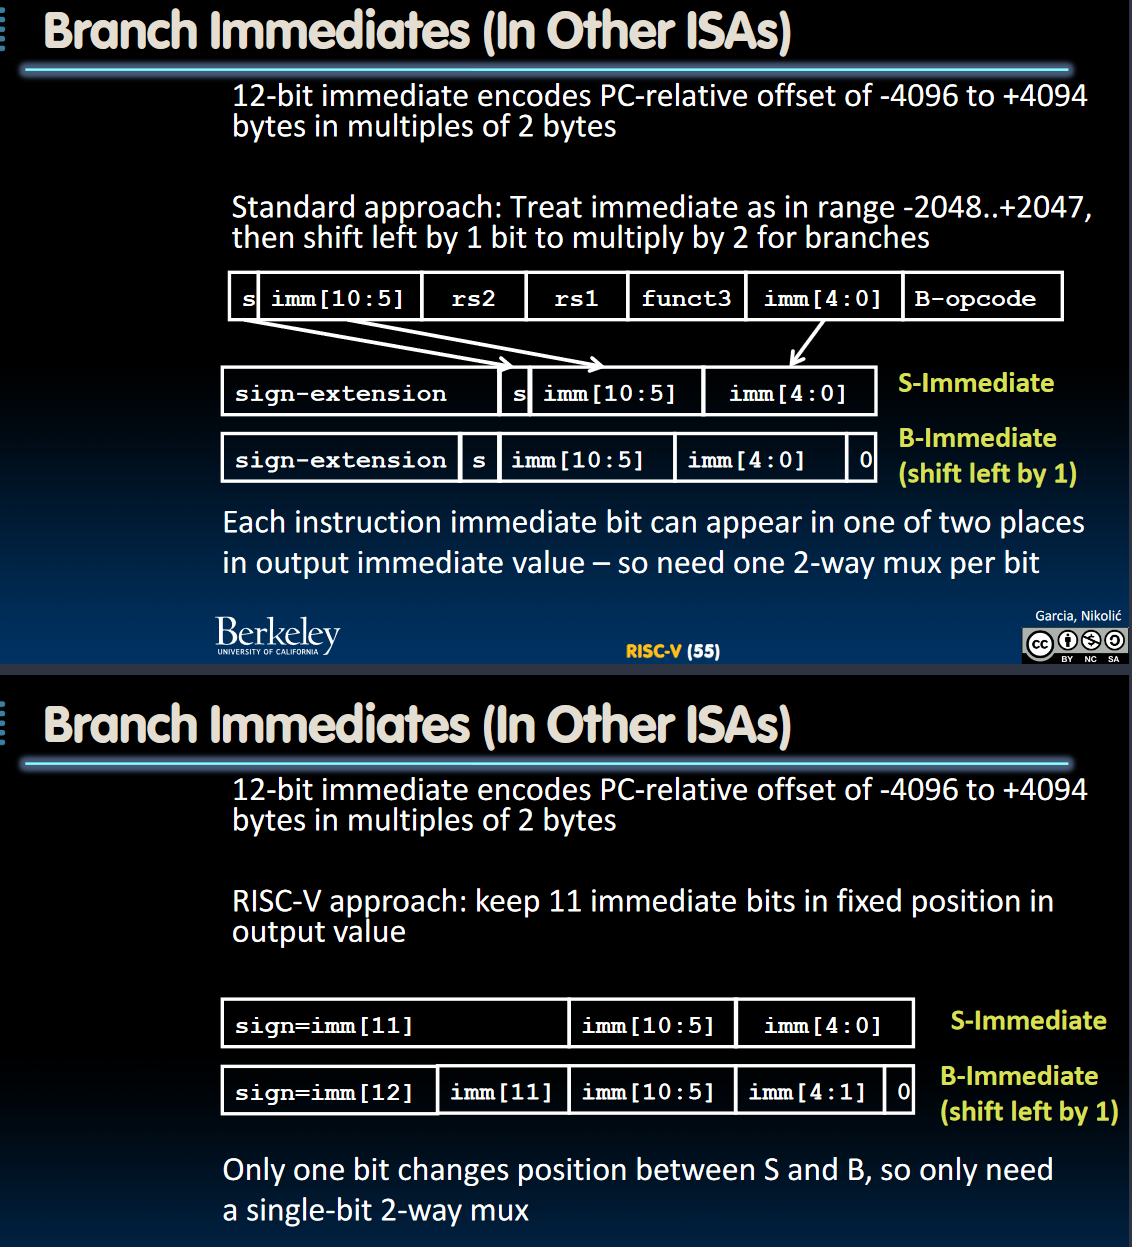 Branch Immediates (In Other ISAs)
12-bit immediate encodes PC-relative offset of -4096 to +4094
bytes in multiples of 2 bytes
Standard approach: Treat immediate as in range -2048..+2047,
then shift left by 1 bit to multiply by 2 for branches
s imm[10:5] rs2 rs1 funct3 imm[4:0] B-opcode
sign-extension s imm[10:5] imm[4:0] S-Immediate
sign-extension s imm[10:5] imm[4:0] 0 B-Immediate
(shift left by 1)
Each instruction immediate bit can appear in one of two places
in output immediate value – so need one 2-way mux per bit
Berkeley
UNIVERSITY OF CALIFORNIA
RISC-V (55)
Garcia, Nikolić
cc
BY NC SA
Branch Immediates (In Other ISAs)
12-bit immediate encodes PC-relative offset of -4096 to +4094
bytes in multiples of 2 bytes
RISC-V approach: keep 11 immediate bits in fixed position in
output value
sign=imm[11] imm[10:5] imm[4:0] S-Immediate
sign=imm[12] imm[11] imm[10:5] imm[4:1] 0 B-Immediate
(shift left by 1)
Only one bit changes position between S and B, so only need
a single-bit 2-way mux